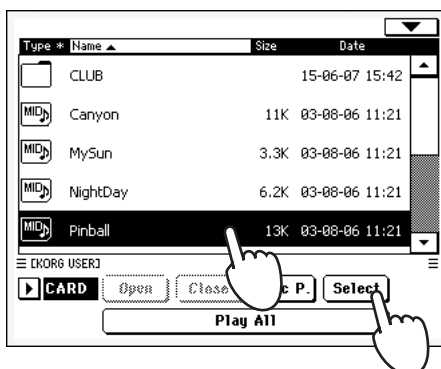 Type * Name ▲ Size Date
CLUB 15-06-07 15:42
MID Canyon 11K 03-08-06 11:21
MID MySun 3.3K 03-08-06 11:21
MID NightDay 6.2K 03-08-06 11:21
MID Pinball 13K 03-08-06 11:21
[KORG USER]
CARD Open Close c P. Select
Play All